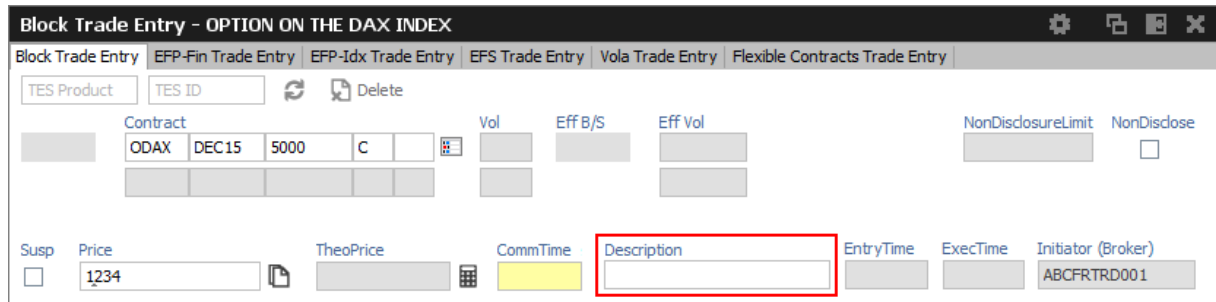 Block Trade Entry - OPTION ON THE DAX INDEX
Block Trade Entry EFP-Fin Trade Entry EFP-Idx Trade Entry EFS Trade Entry Vola Trade Entry Flexible Contracts Trade Entry
TES Product TES ID Delete
Contract Vol Eff B/S Eff Vol NonDisclosureLimit NonDisclose
ODAX DEC15 5000 C
Susp Price TheoPrice CommTime Description EntryTime ExecTime Initiator (Broker)
1234 ABCFRTRD001